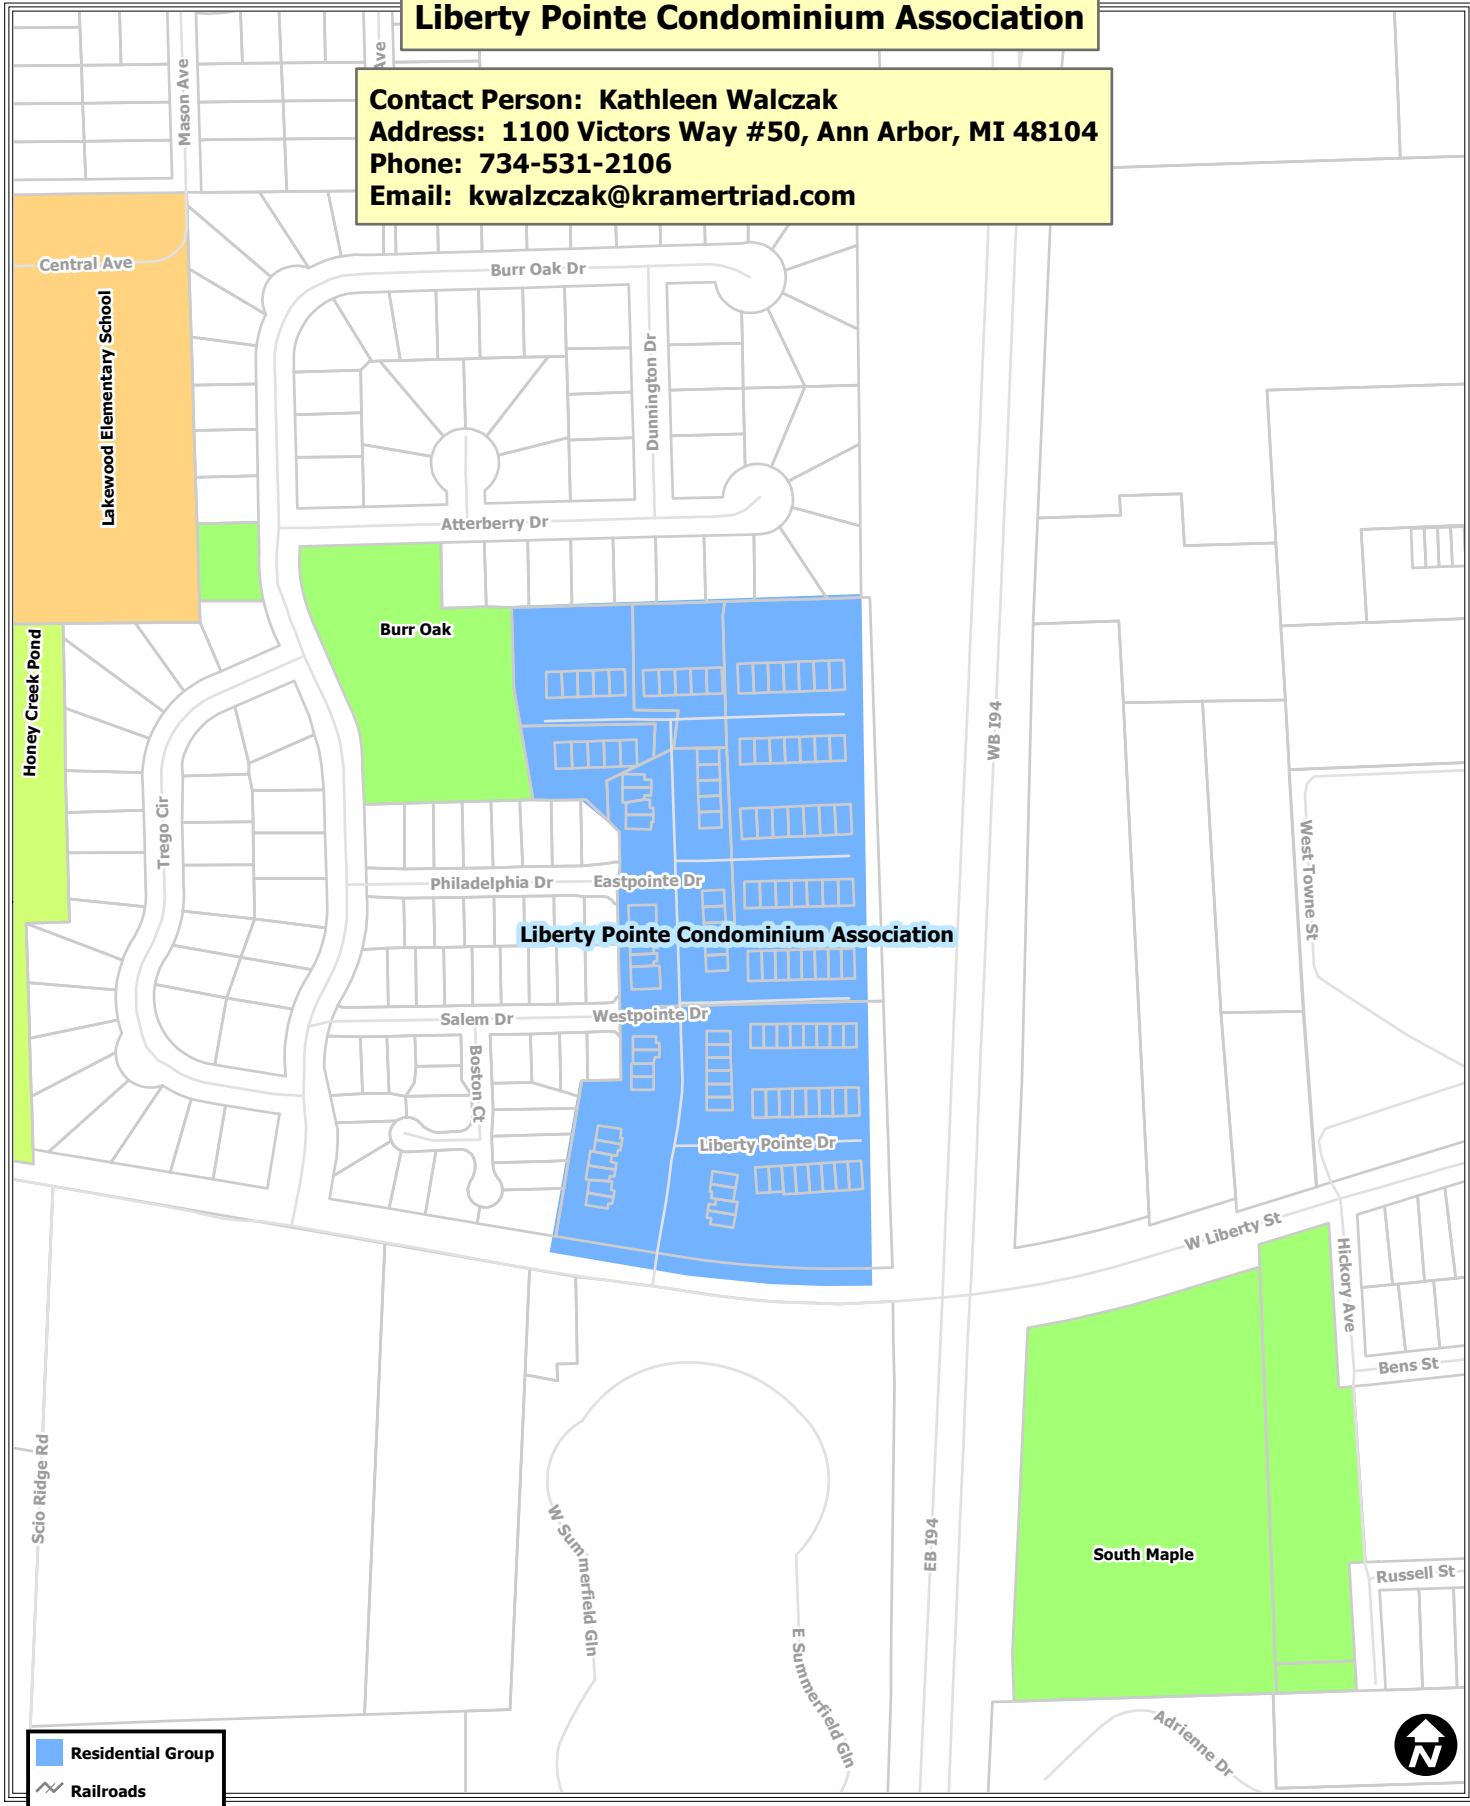 Liberty Pointe Condominium Association
Contact Person: Kathleen Walczak
Address: 1100 Victors Way #50, Ann Arbor, MI 48104
Phone: 734-531-2106
Email: kwalzczak@kramertriad.com
Mason Ave
Ave
Central Ave
Burr Oak Dr
Lakewood Elementary School
Dunnington Dr
Atterberry Dr
Burr Oak
Honey Creek Pond
WB I94
Trego Cir
West Towne St
Philadelphia Dr
Eastpointe Dr
Liberty Pointe Condominium Association
Salem Dr
Westpointe Dr
Boston Ct
Liberty Pointe Dr
W Liberty St
Hickory Ave
Bens St
Scio Ridge Rd
W Summerfield Gln
EB I94
South Maple
Russell St
E Summerfield Gln
Adrienne Dr
Residential Group
Railroads
N